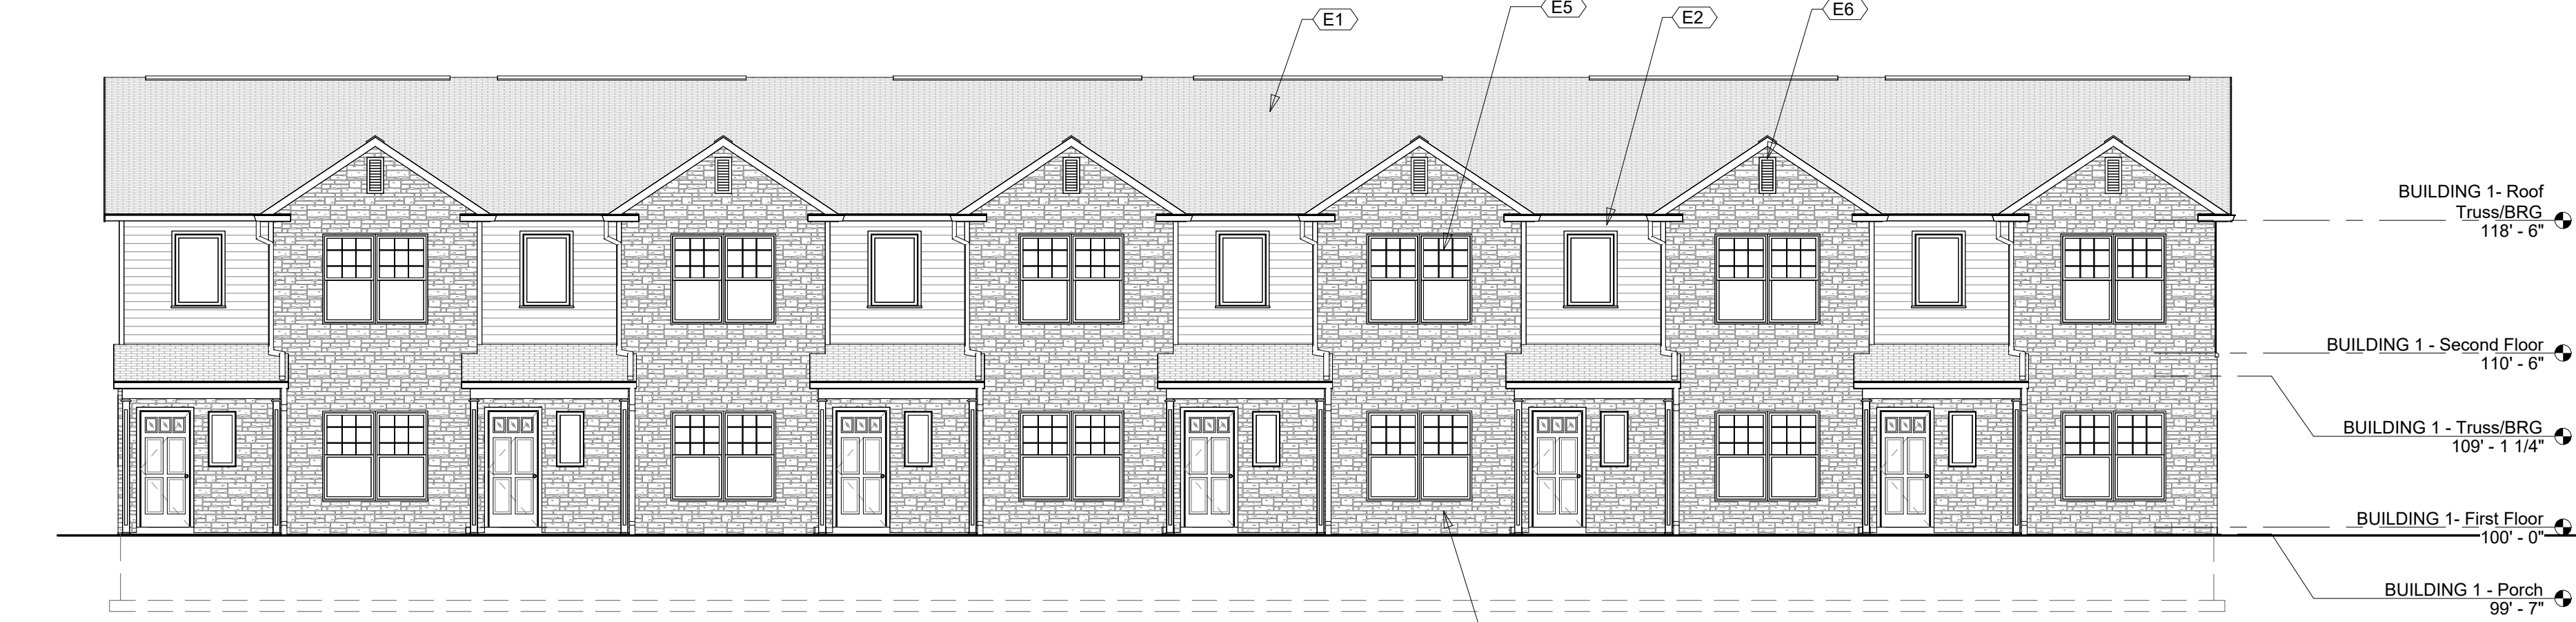 E1
E5
E2
E6
BUILDING 1- Roof
Truss/BRG
118' - 6"
BUILDING 1 - Second Floor
110' - 6"
BUILDING 1 - Truss/BRG
109' - 1 1/4"
BUILDING 1- First Floor
100' - 0"
BUILDING 1 - Porch
99' - 7"